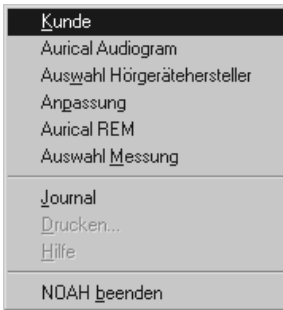 Kunde
Aurical Audiogram
Auswahl Hörgerätehersteller
Anpassung
Aurical REM
Auswahl Messung
Journal
Drucken...
Hilfe
NOAH beenden